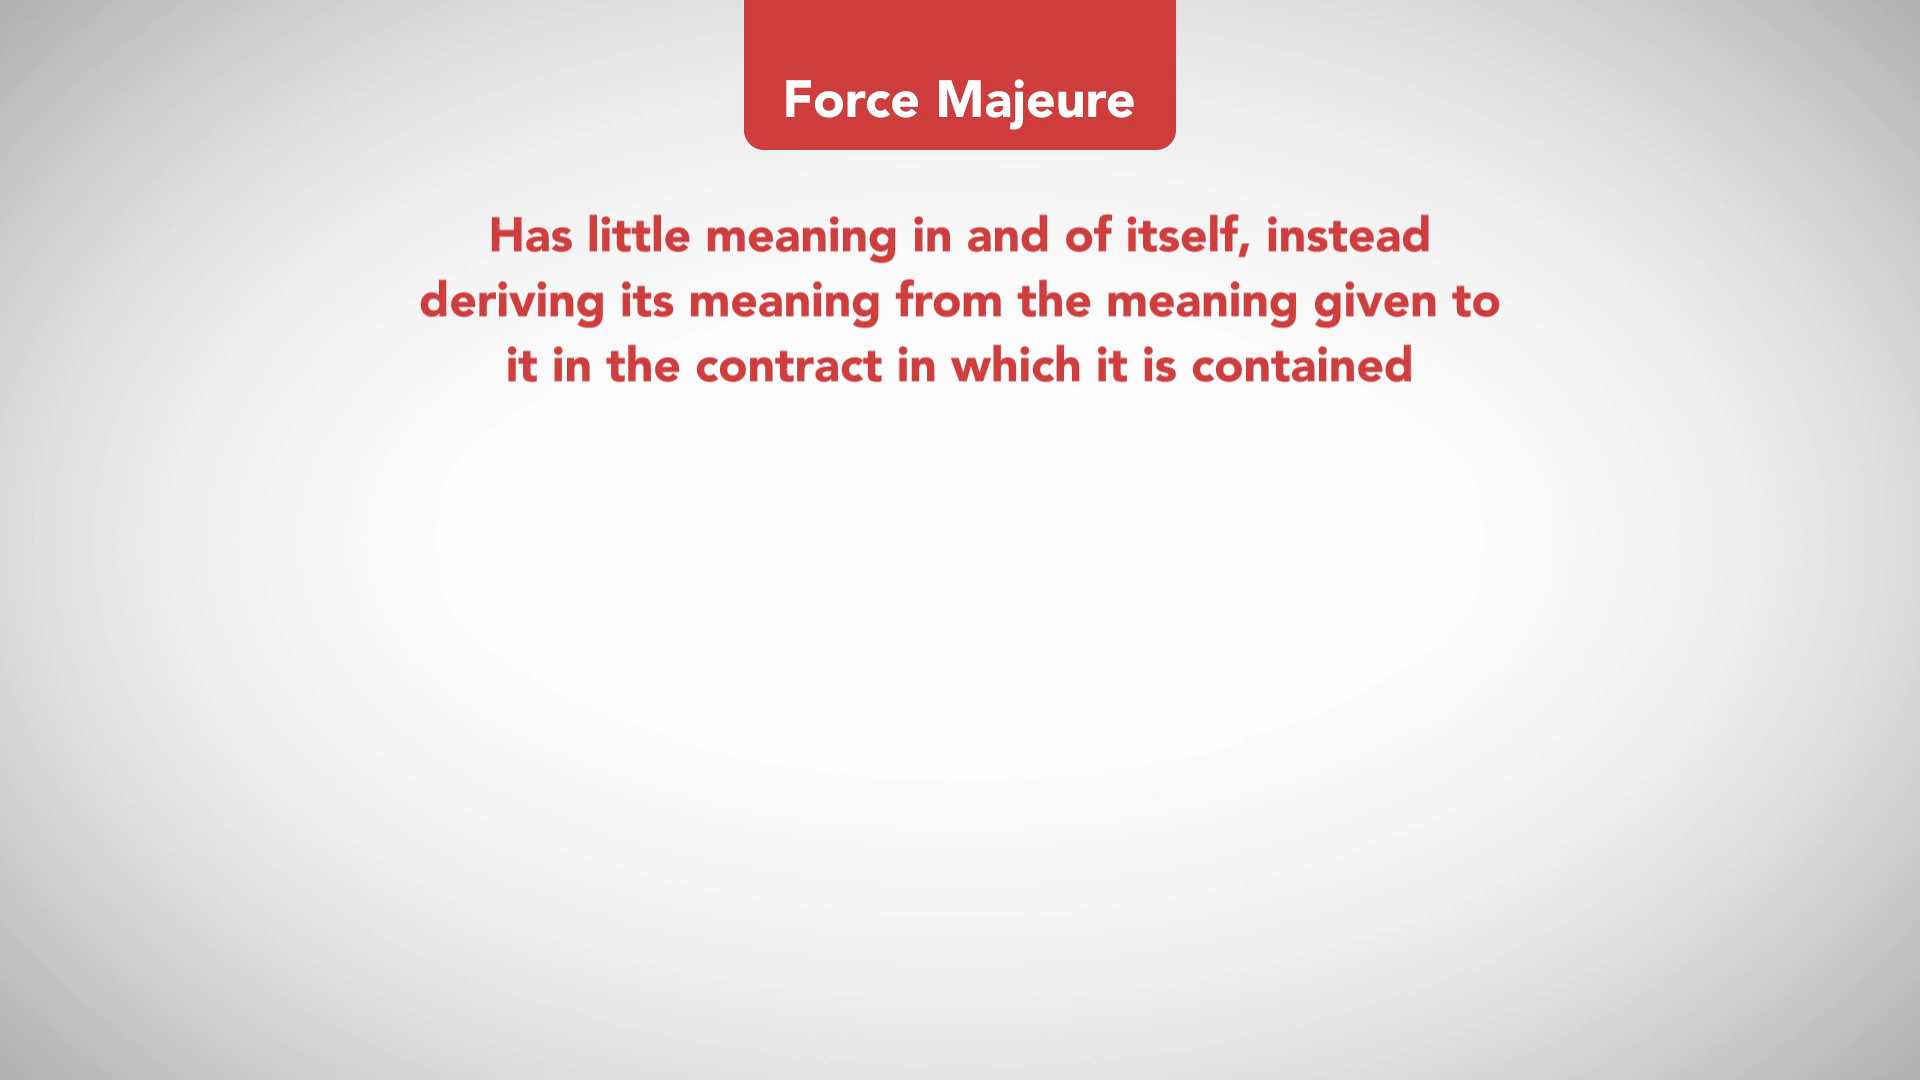 Force Majeure
Has little meaning in and of itself, instead
deriving its meaning from the meaning given to
it in the contract in which it is contained